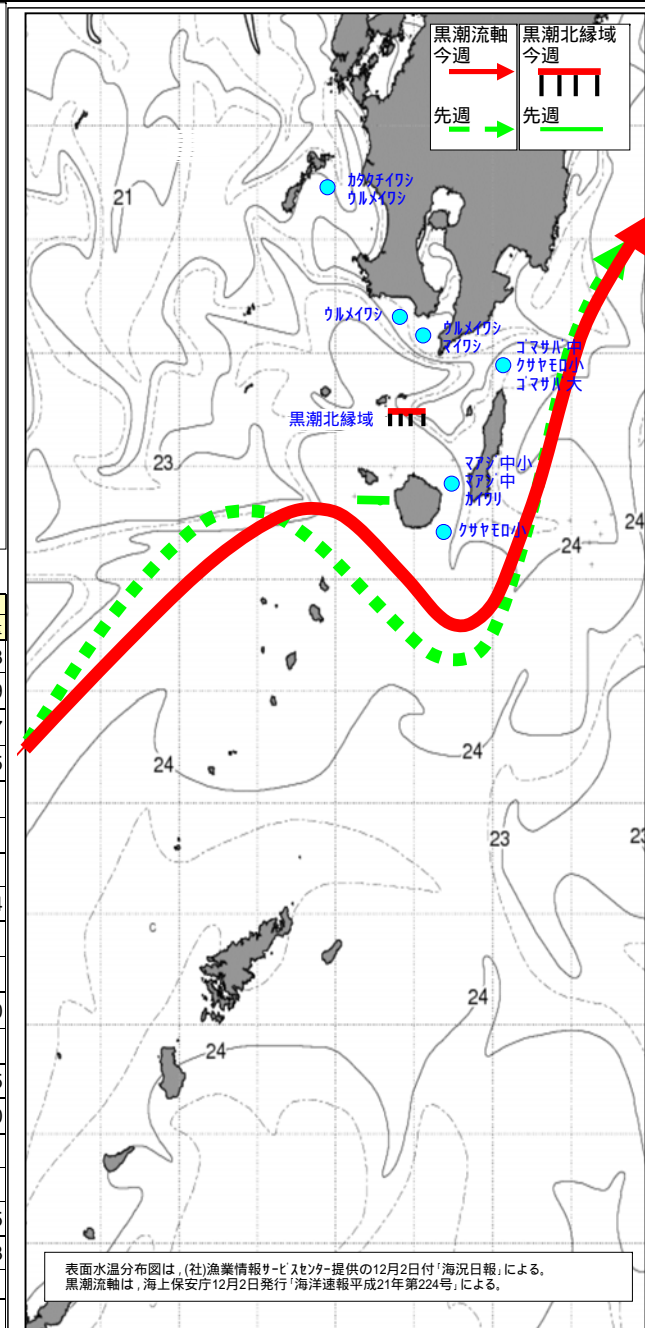 黒潮流軸
今週
先週
黒潮北縁域
今週
先週
21
ｶﾀｸﾁｲﾜｼ
ｳﾙﾒｲﾜｼ
ｳﾙﾒｲﾜｼ
ｳﾙﾒｲﾜｼ
ﾏｲﾜｼ
ｺﾞﾏｻﾊﾞ中
ｸｻﾔﾓﾛ小
ｺﾞﾏｻﾊﾞ大
黒潮北縁域
23
ﾏｱｼﾞ中小
ﾏｱｼﾞ中
ｶｲﾜﾘ
ｸｻﾔﾓﾛ小
24
24
24
24
23
23
24
24
表面水温分布図は，(社)漁業情報ｻｰﾋﾞｽｾﾝﾀｰ提供の12月2日付｢海況日報｣による。
黒潮流軸は，海上保安庁12月2日発行｢海洋速報平成21年第224号｣による。